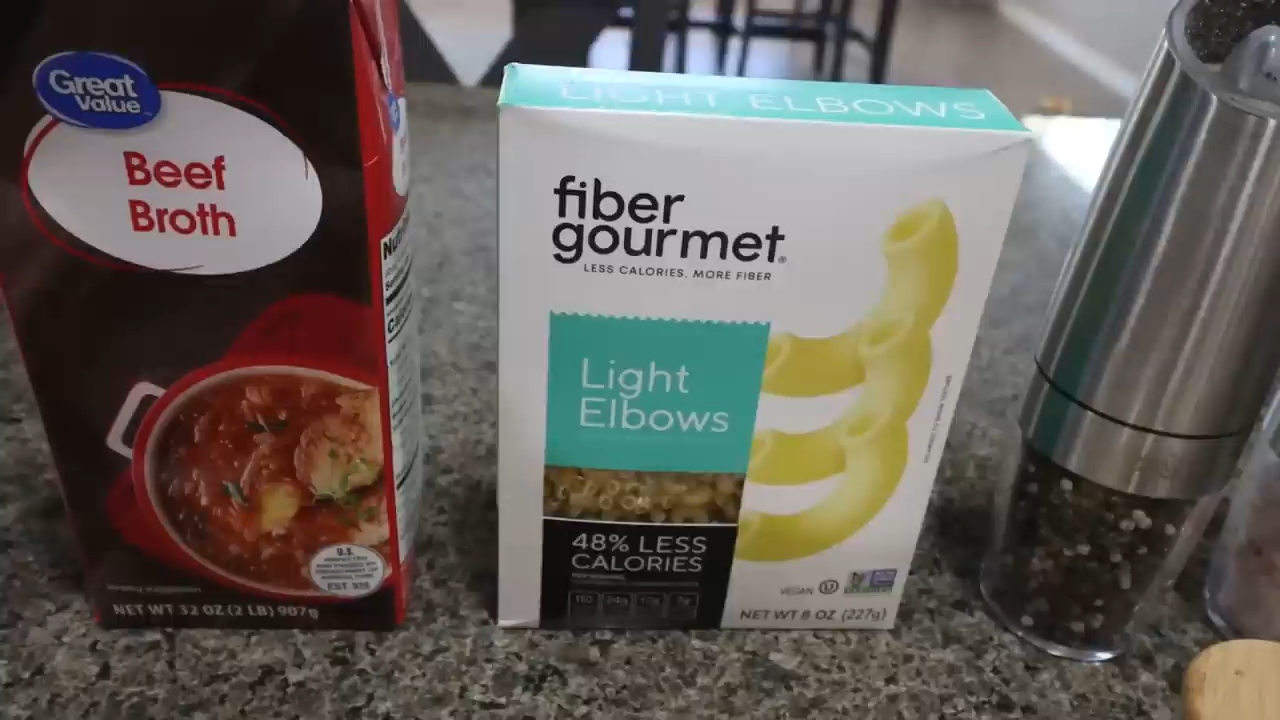 Great
Value
Beef
Broth
NET WT 32 OZ (2 LB) 907g
EST
LIGHT ELBOWS
fiber
gourmet
LESS CALORIES, MORE FIBER
Light
Elbows
48% LESS
CALORIES
VEGAN
NET WT 8 OZ (227g)